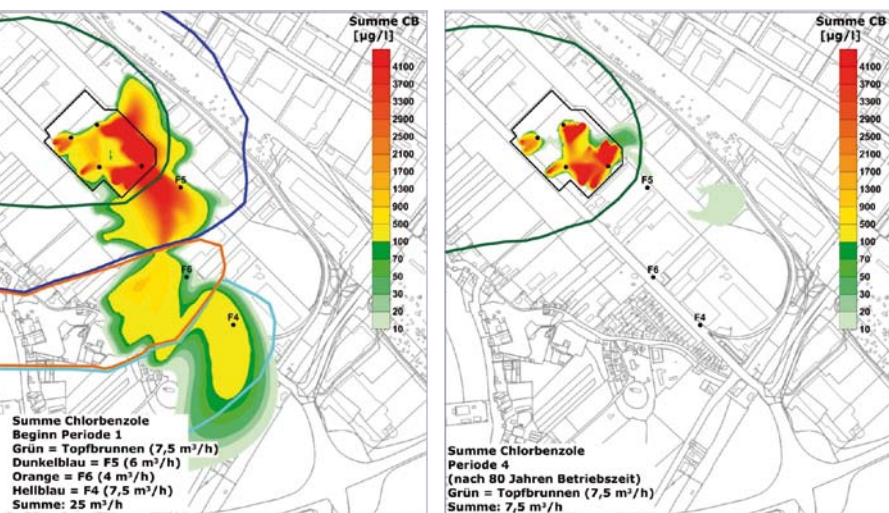 Summe CB
[µg/l]
4100
3700
3300
2900
2500
2100
1700
1300
900
500
100
70
50
30
20
10
F5
F6
F4
Summe Chlorbenzole
Beginn Periode 1
Grün = Topfbrunnen (7,5 m³/h)
Dunkelblau = F5 (6 m³/h)
Orange = F6 (4 m³/h)
Hellblau = F4 (7,5 m³/h)
Summe: 25 m³/h
Summe CB
[µg/l]
4100
3700
3300
2900
2500
2100
1700
1300
900
500
100
70
50
30
20
10
F5
F6
F4
Summe Chlorbenzole
Periode 4
(nach 80 Jahren Betriebszeit)
Grün = Topfbrunnen (7,5 m³/h)
Summe: 7,5 m³/h